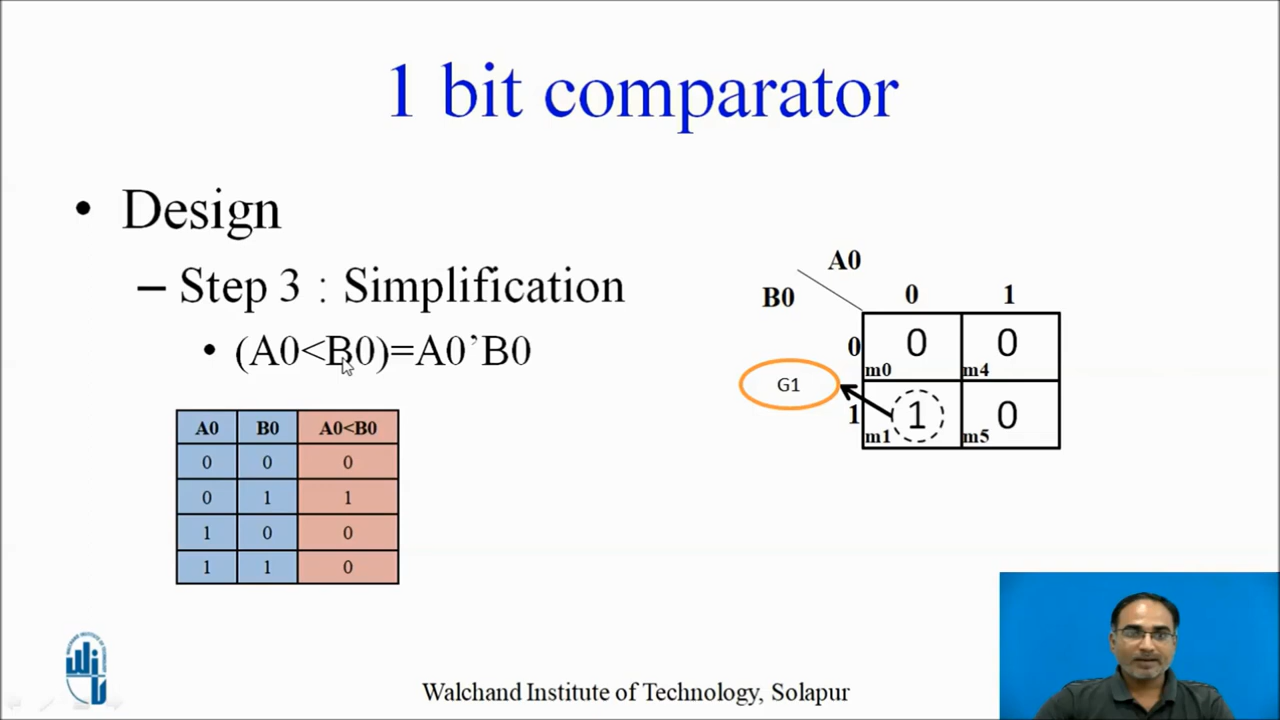 1 bit comparator
• Design
– Step 3 : Simplification
• (A0<B0)=A0’B0
A0 B0 A0<B0
0 0 0
0 1 1
1 0 0
1 1 0
A0
B0 0 1
0 0 0
m0 m4
G1
1 1 0
m1 m5
Walchand Institute of Technology, Solapur